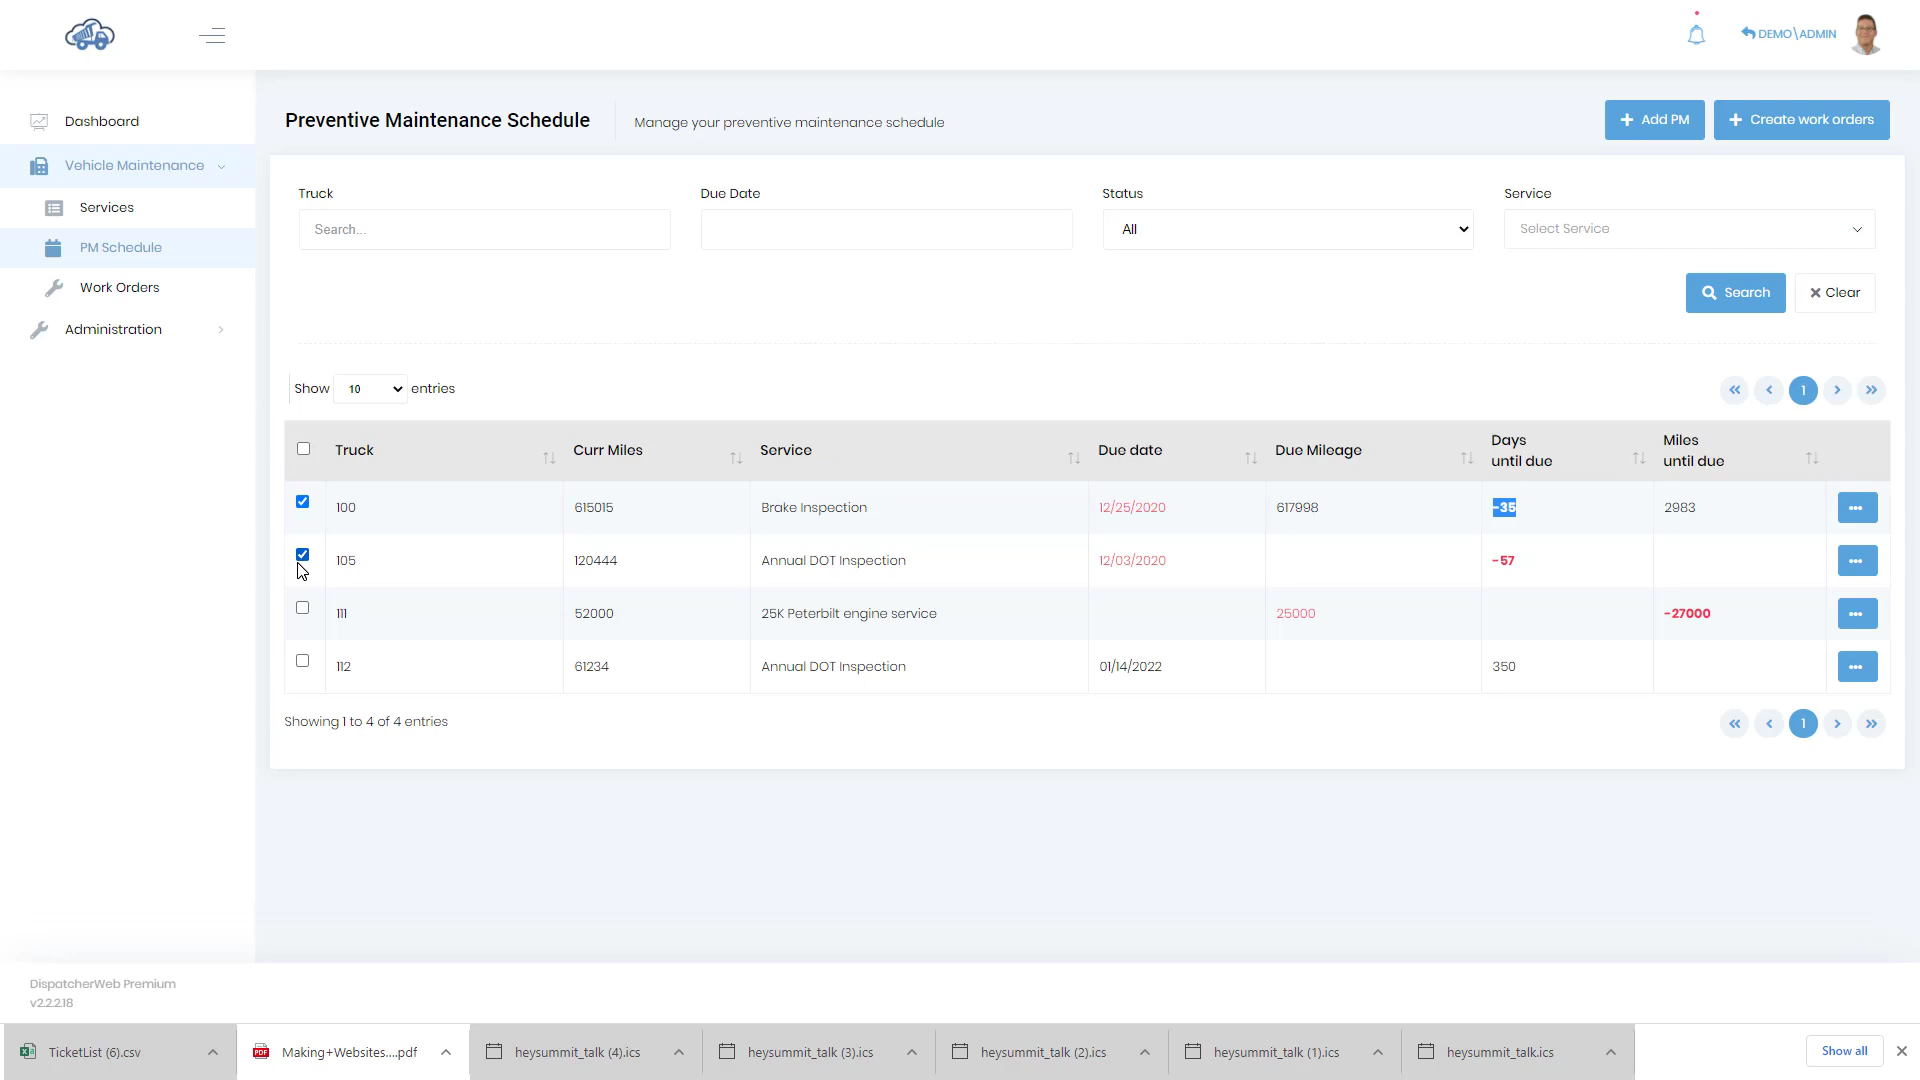 DEMO\ADMIN
Dashboard
Vehicle Maintenance
Services
PM Schedule
Work Orders
Administration
Preventive Maintenance Schedule
Manage your preventive maintenance schedule
Add PM
Create work orders
Truck
Due Date
Status
Service
Search...
All
Select Service
Search
Clear
Show 10 entries
1
Truck Curr Miles Service Due date Due Mileage Days until due Miles until due
100 615015 Brake Inspection 12/25/2020 617998 -35 2983
105 120444 Annual DOT Inspection 12/03/2020 -57
111 52000 25K Peterbilt engine service 25000 -27000
112 61234 Annual DOT Inspection 01/14/2022 350
Showing 1 to 4 of 4 entries
1
DispatcherWeb Premium
v2.2.2.18
TicketList (6).csv
PDF
Making+Websites....pdf
heysummit_talk (4).ics
heysummit_talk (3).ics
heysummit_talk (2).ics
heysummit_talk (1).ics
heysummit_talk.ics
Show all